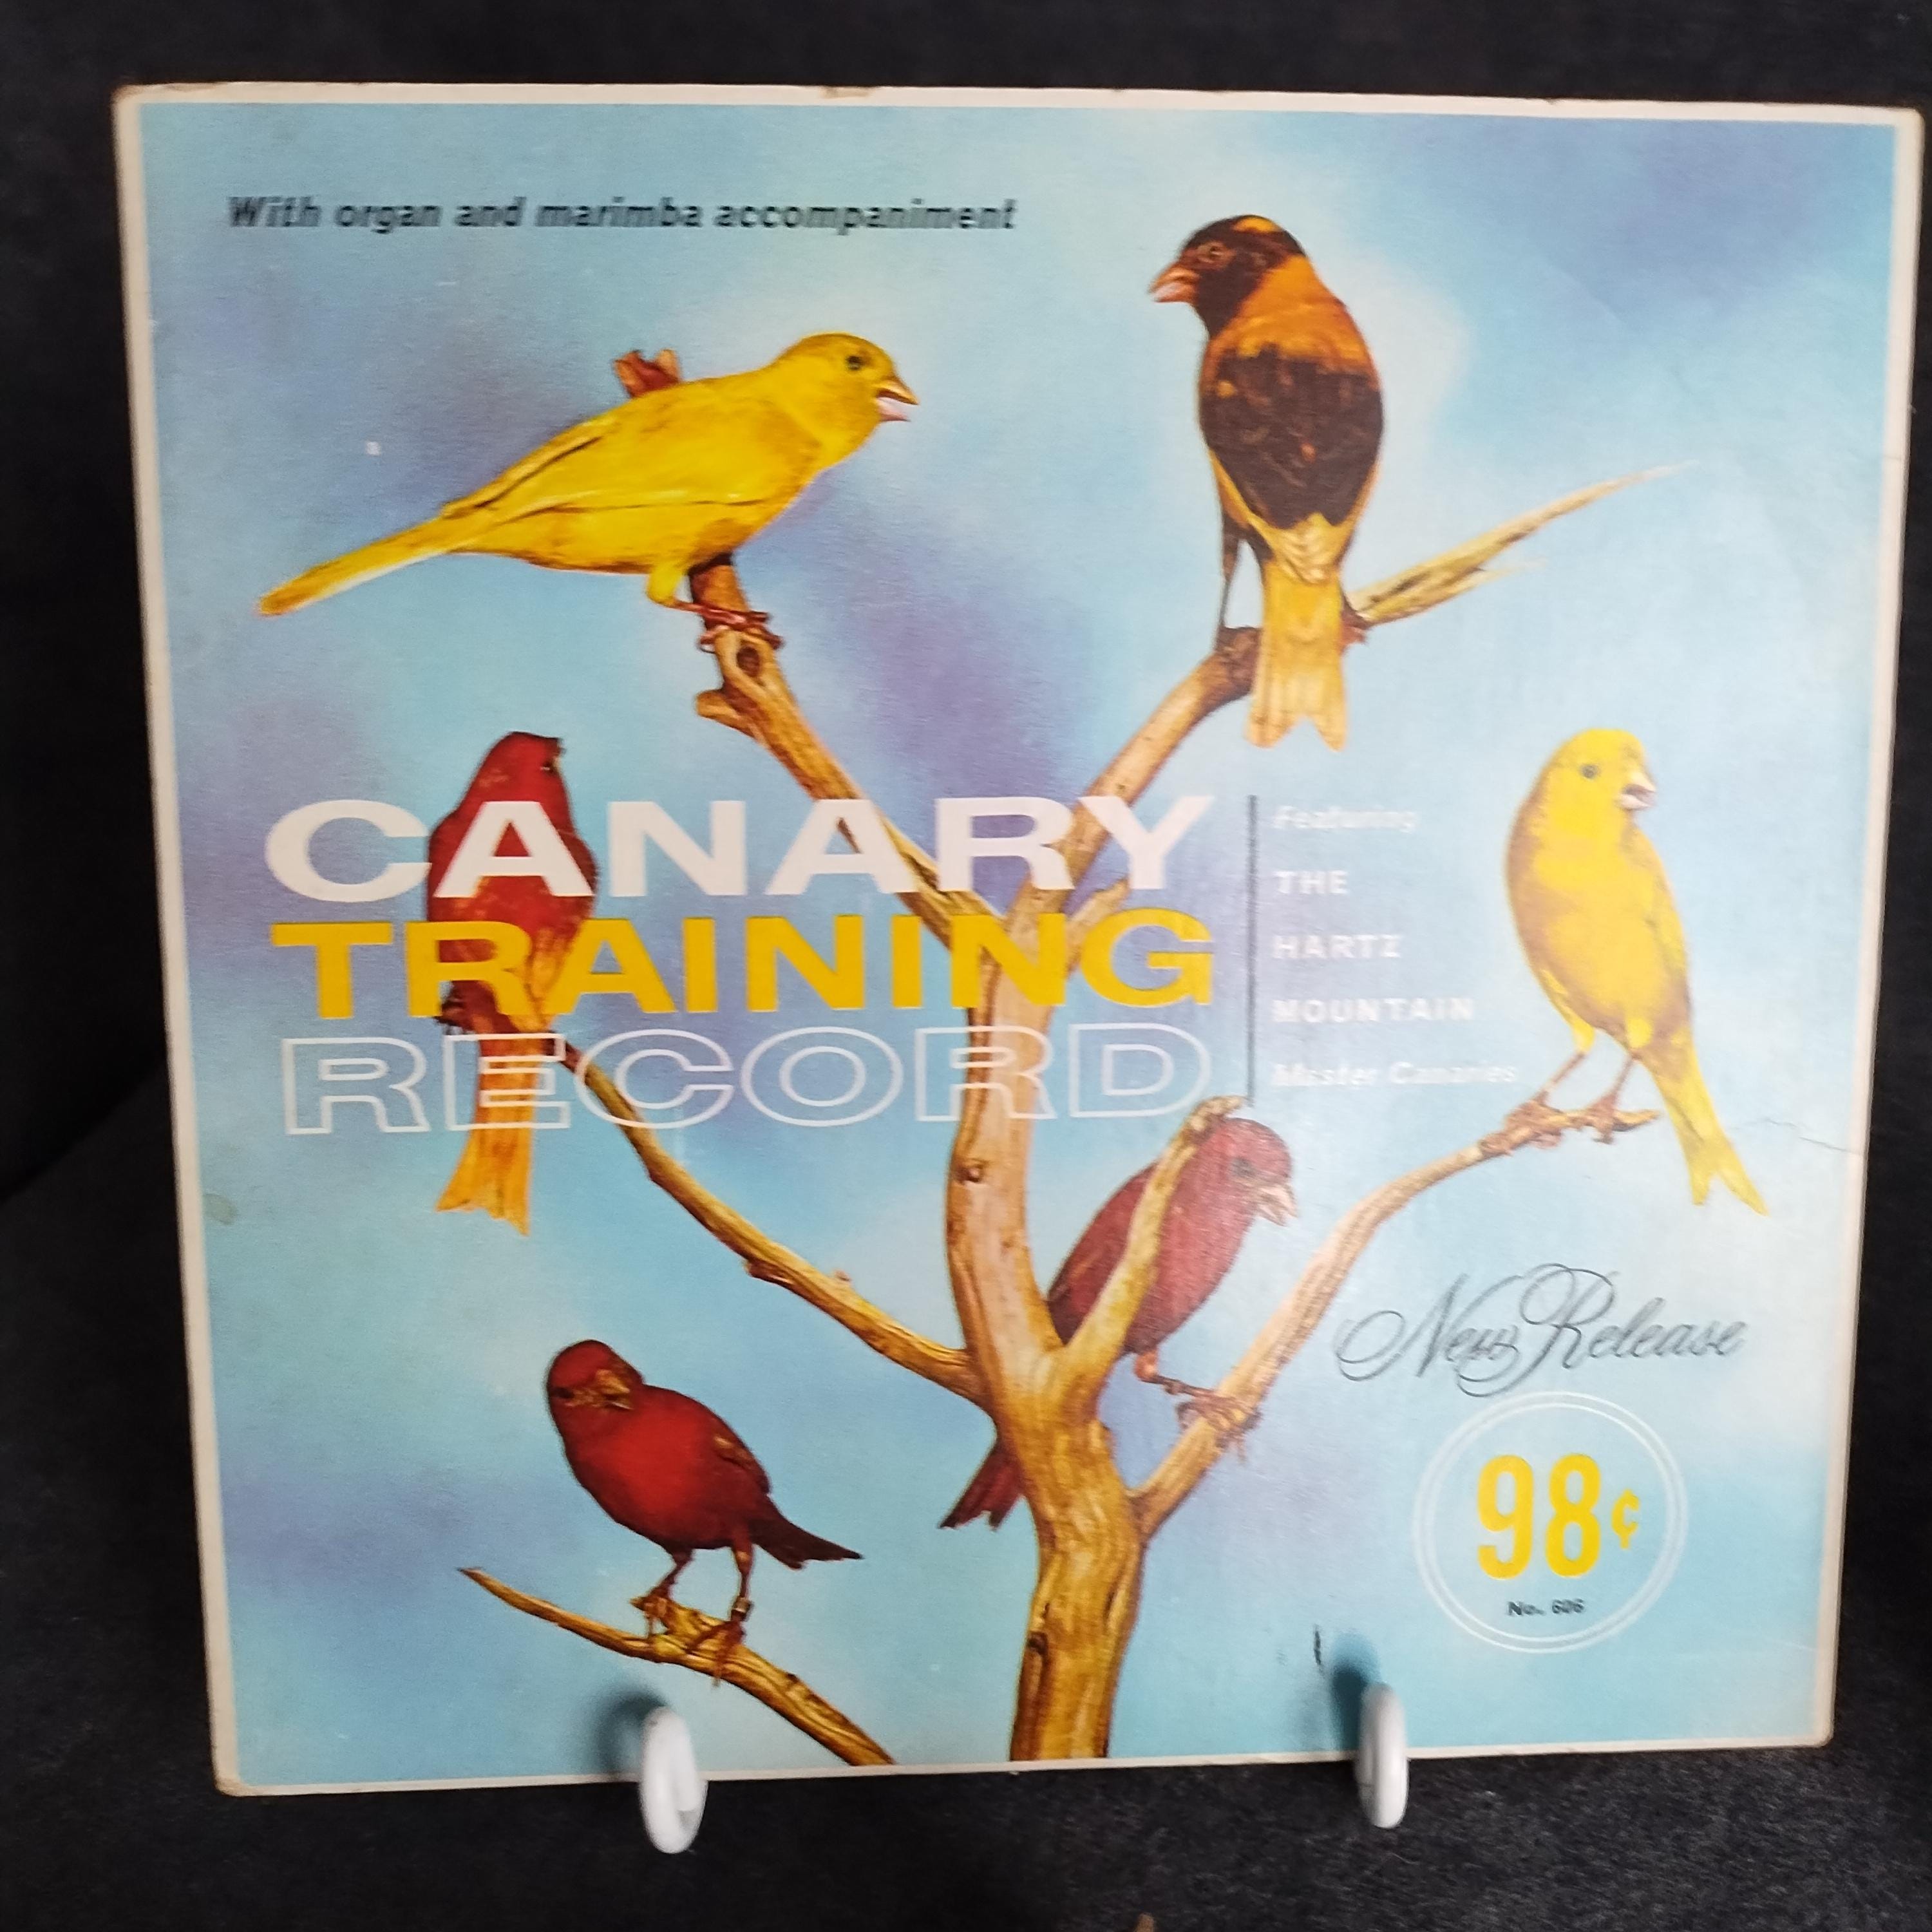 With organ and marimba accompaniment
CANARY
TRAINING
RECORD
Featuring
THE
HARTZ
MOUNTAIN
Master Canaries
New Release
98¢
No. 606